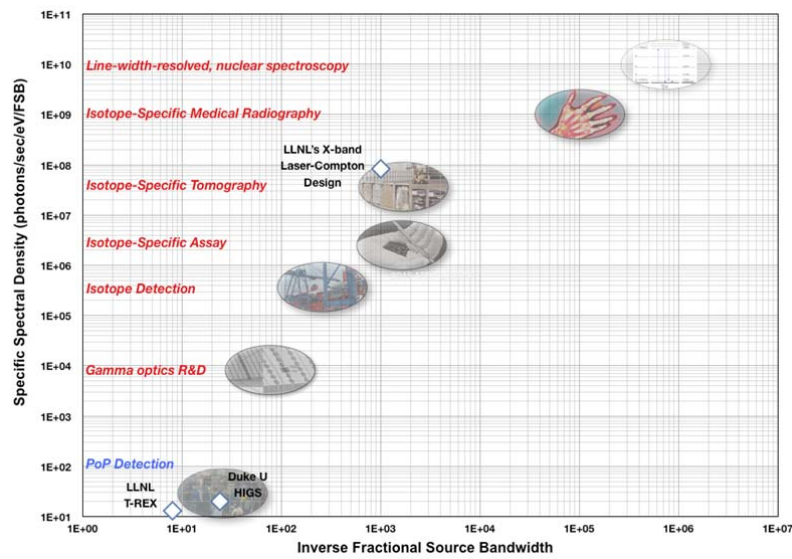 1E+11
1E+10
1E+09
1E+08
1E+07
1E+06
1E+05
1E+04
1E+03
1E+02
1E+01
Specific Spectral Density (photons/sec/eV/FSB)
Line-width-resolved, nuclear spectroscopy
Isotope-Specific Medical Radiography
LLNL's X-band
Laser-Compton
Design
Isotope-Specific Tomography
Isotope-Specific Assay
Isotope Detection
Gamma optics R&D
PoP Detection
LLNL
T-REX
Duke U
HIGS
1E+00 1E+01 1E+02 1E+03 1E+04 1E+05 1E+06 1E+07
Inverse Fractional Source Bandwidth